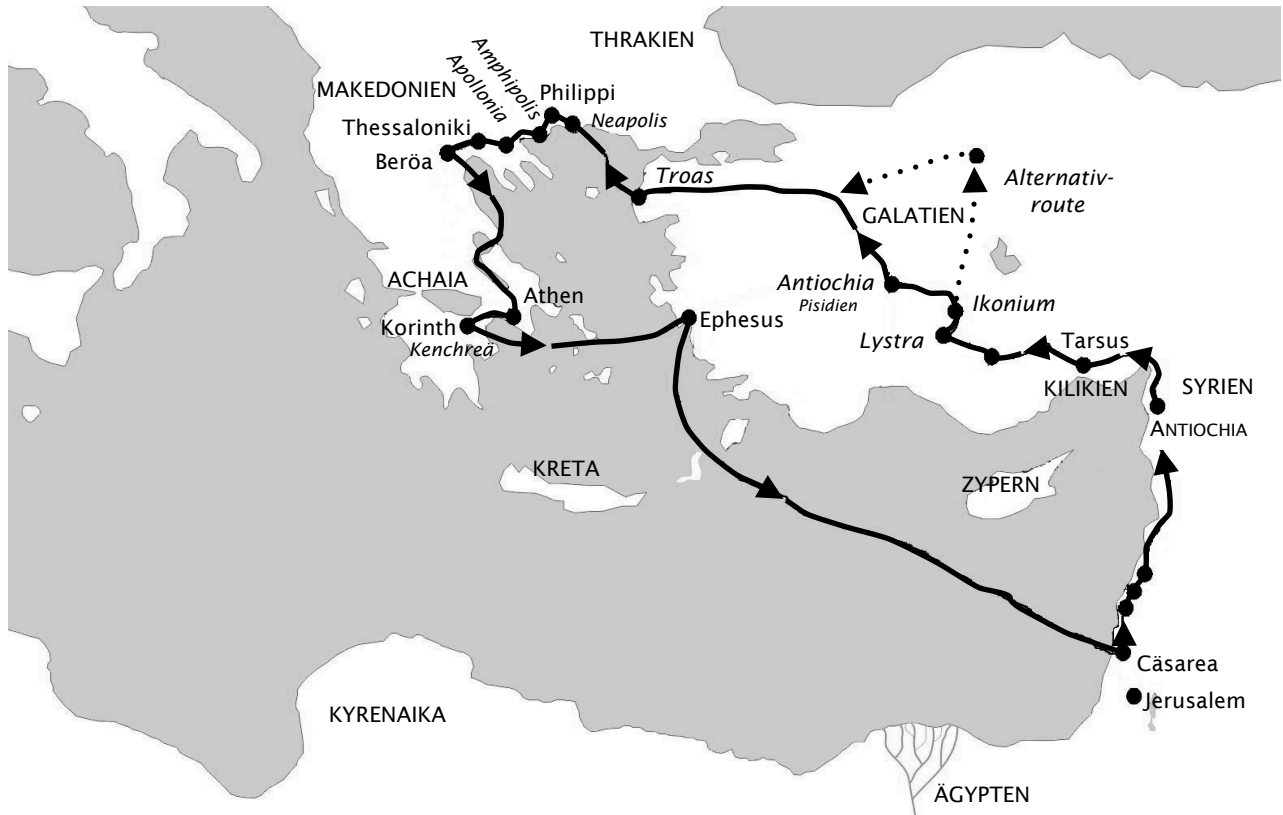 THRAKIEN
MAKEDONIEN
Amphipolis
Apollonia
Philippi
Neapolis
Thessaloniki
Beröa
Troas
Alternativ-
route
GALATIEN
ACHAIA
Athen
Antiochia
Pisidien
Ikonium
Korinth
Kenchreä
Ephesus
Lystra
Tarsus
KILIKIEN
SYRIEN
ANTIOCHIA
KRETA
ZYPERN
Cäsarea
Jerusalem
KYRENAIKA
ÄGYPTEN